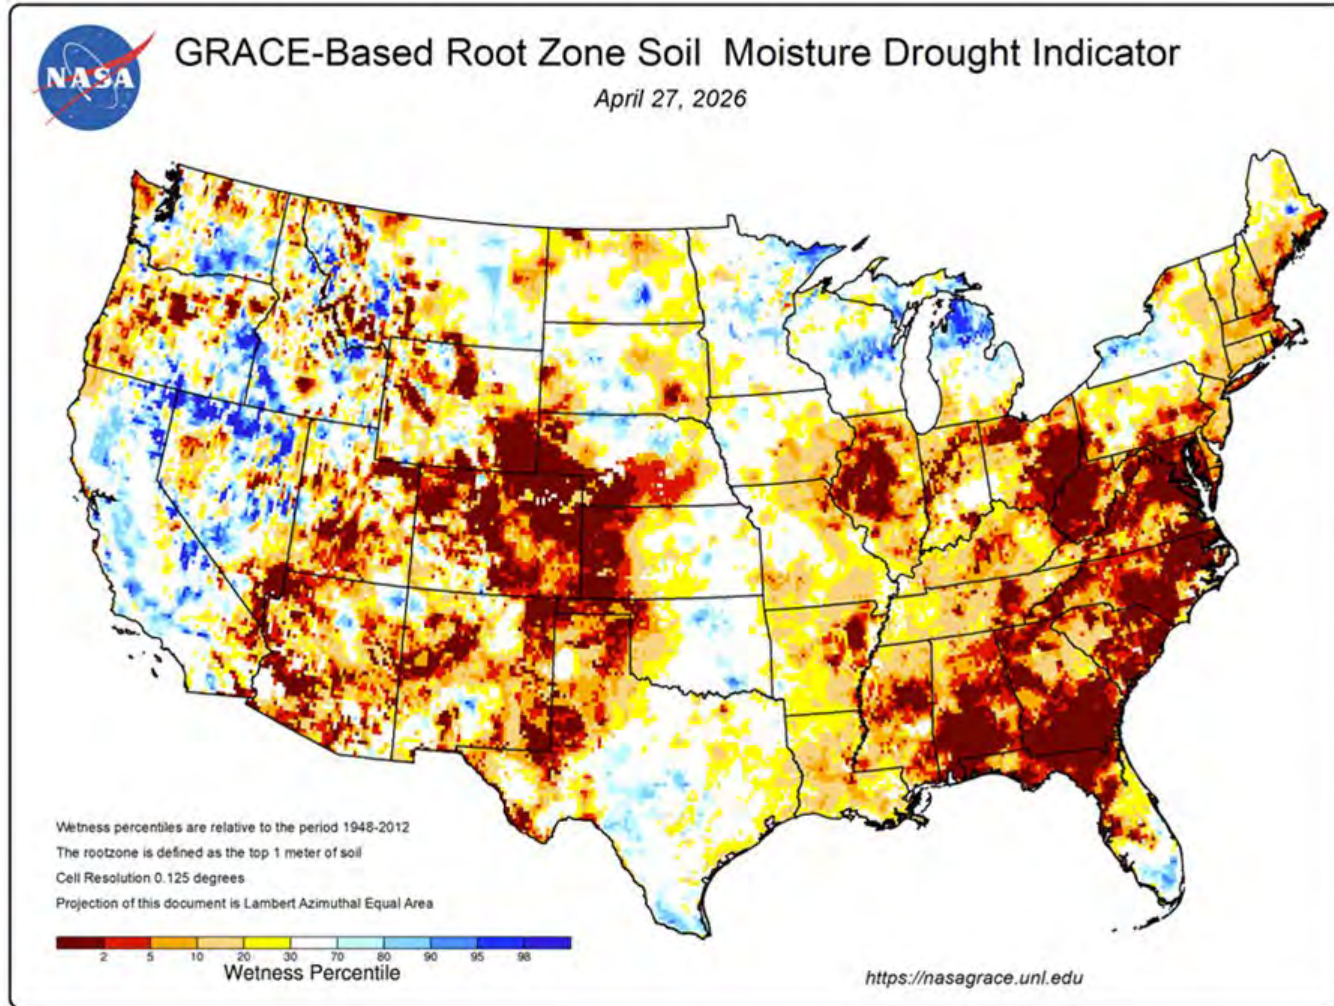 NASA
GRACE-Based Root Zone Soil Moisture Drought Indicator
April 27, 2026
Wetness percentiles are relative to the period 1948-2012
The rootzone is defined as the top 1 meter of soil
Cell Resolution 0.125 degrees
Projection of this document is Lambert Azimuthal Equal Area
2 5 10 20 30 70 80 90 95 98
Wetness Percentile
https://nasagrace.unl.edu